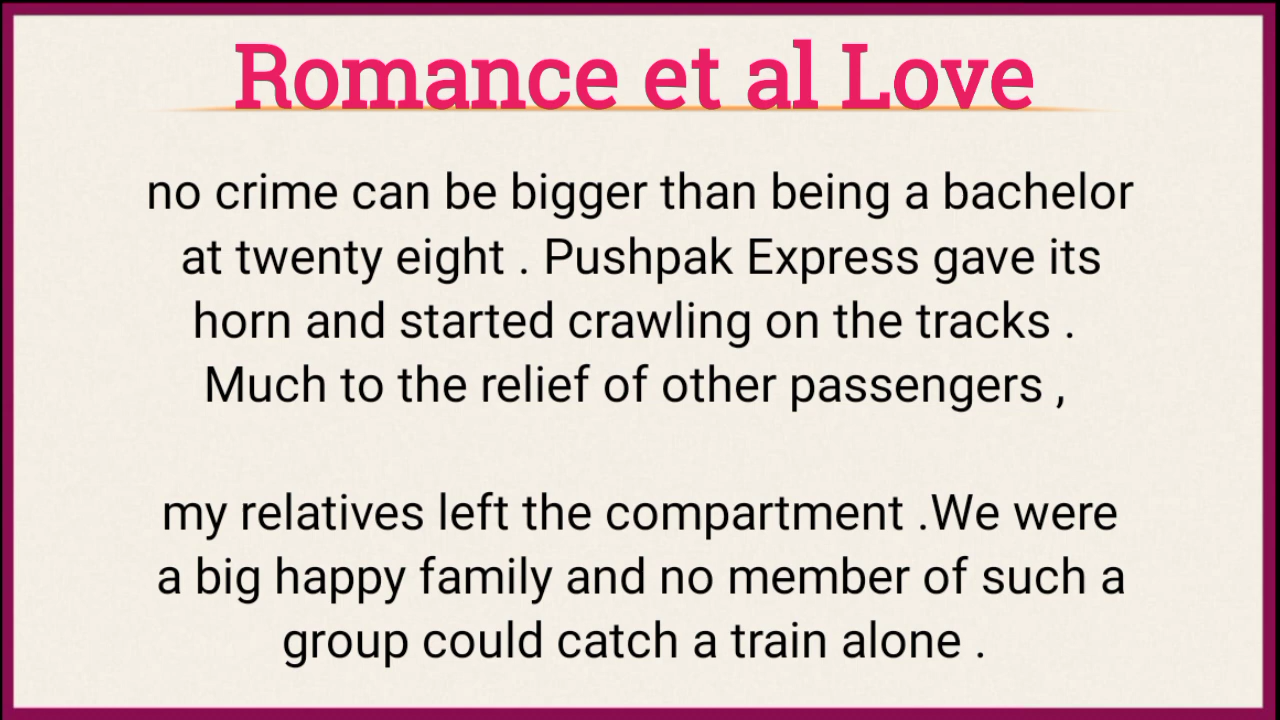 Romance et al Love
no crime can be bigger than being a bachelor
at twenty eight . Pushpak Express gave its
horn and started crawling on the tracks .
Much to the relief of other passengers ,
my relatives left the compartment .We were
a big happy family and no member of such a
group could catch a train alone .